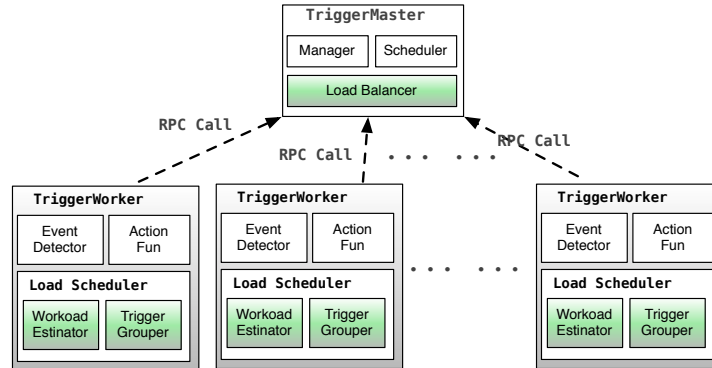 TriggerMaster
Manager
Scheduler
Load Balancer
RPC Call
RPC Call
... ...
RPC Call
TriggerWorker
Event
Detector
Action
Fun
Load Scheduler
Workoad
Estinator
Trigger
Grouper
TriggerWorker
Event
Detector
Action
Fun
Load Scheduler
Workoad
Estinator
Trigger
Grouper
... ...
TriggerWorker
Event
Detector
Action
Fun
Load Scheduler
Workoad
Estinator
Trigger
Grouper